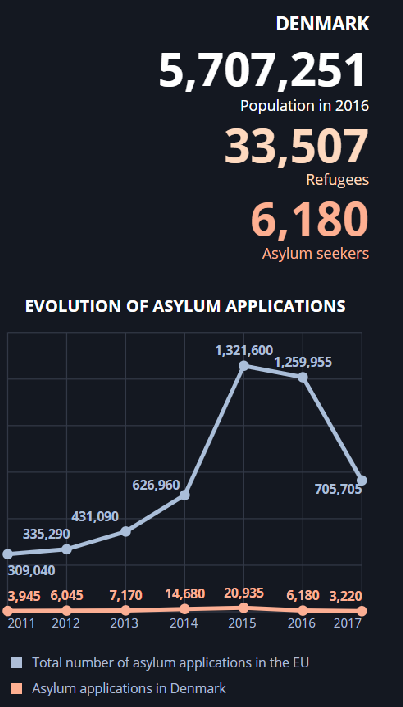 DENMARK
5,707,251
Population in 2016
33,507
Refugees
6,180
Asylum seekers
EVOLUTION OF ASYLUM APPLICATIONS
1,321,600
1,259,955
626,960
705,705
431,090
335,290
309,040
3,945 6,045 7,170 14,680 20,935 6,180 3,220
2011 2012 2013 2014 2015 2016 2017
Total number of asylum applications in the EU
Asylum applications in Denmark